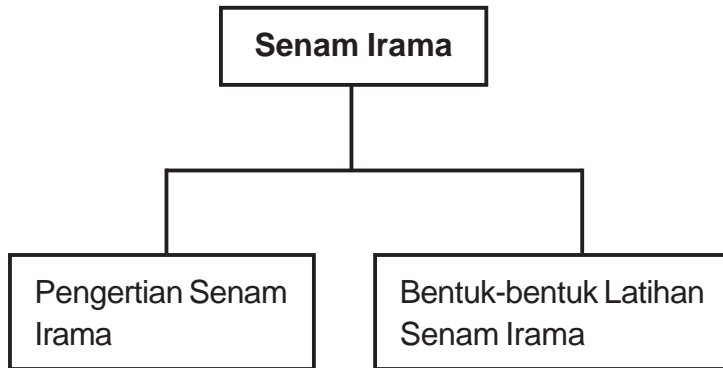 Senam Irama
Pengertian Senam
Irama
Bentuk-bentuk Latihan
Senam Irama